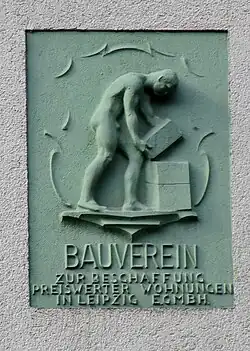 BAUVEREIN
ZUR BESCHAFFUNG
PREISWERTER WOHNUNGEN
IN LEIPZIG E.G.M.B.H.